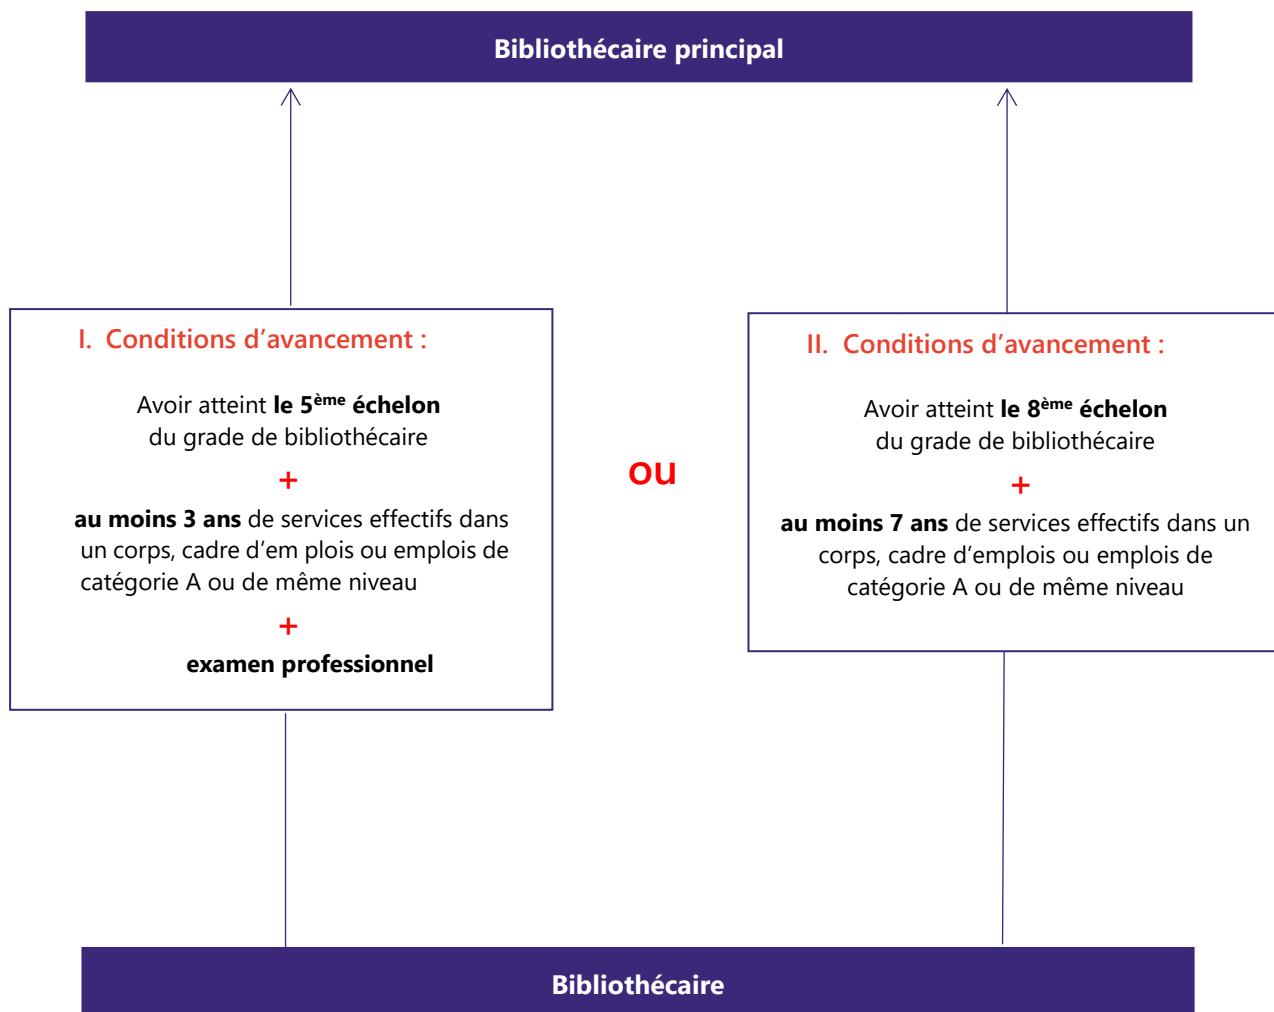 Bibliothécaire principal
I. Conditions d’avancement :
Avoir atteint le 5ème échelon
du grade de bibliothécaire
+
au moins 3 ans de services effectifs dans
un corps, cadre d’em plois ou emplois de
catégorie A ou de même niveau
+
examen professionnel
ou
II. Conditions d’avancement :
Avoir atteint le 8ème échelon
du grade de bibliothécaire
+
au moins 7 ans de services effectifs dans un
corps, cadre d’emplois ou emplois de
catégorie A ou de même niveau
Bibliothécaire